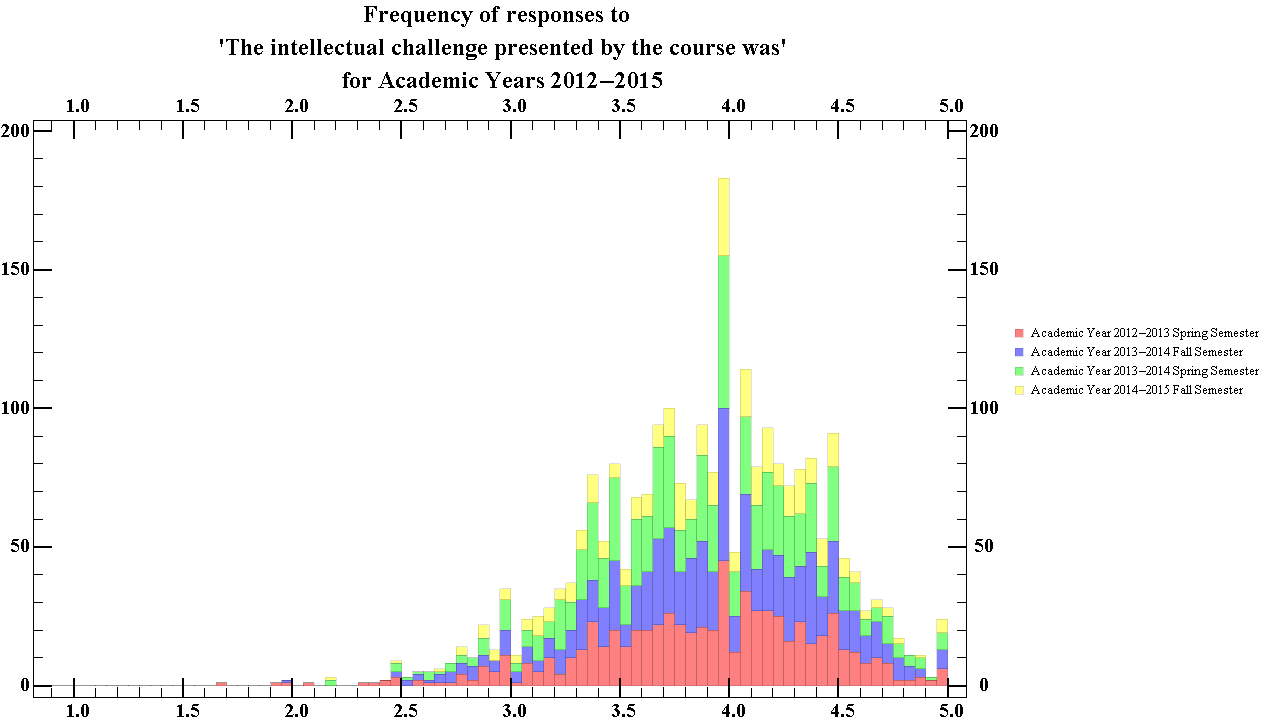 Frequency of responses to
'The intellectual challenge presented by the course was'
for Academic Years 2012–2015
1.0 1.5 2.0 2.5 3.0 3.5 4.0 4.5 5.0
200 200
150 150
Academic Year 2012–2013 Spring Semester
Academic Year 2013–2014 Fall Semester
Academic Year 2013–2014 Spring Semester
Academic Year 2014–2015 Fall Semester
100 100
50 50
0 0
1.0 1.5 2.0 2.5 3.0 3.5 4.0 4.5 5.0